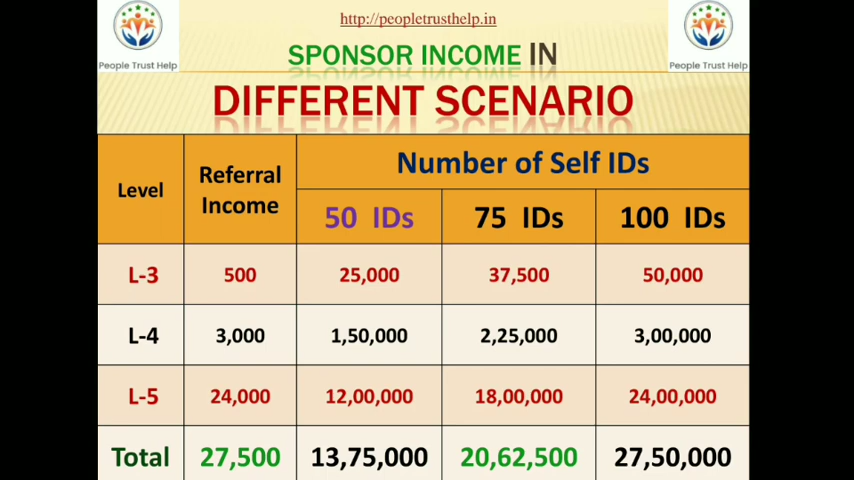 http://peopletrusthelp.in
People Trust Help
People Trust Help
SPONSOR INCOME IN
DIFFERENT SCENARIO
Level Referral Income Number of Self IDs
50 IDs 75 IDs 100 IDs
L-3 500 25,000 37,500 50,000
L-4 3,000 1,50,000 2,25,000 3,00,000
L-5 24,000 12,00,000 18,00,000 24,00,000
Total 27,500 13,75,000 20,62,500 27,50,000